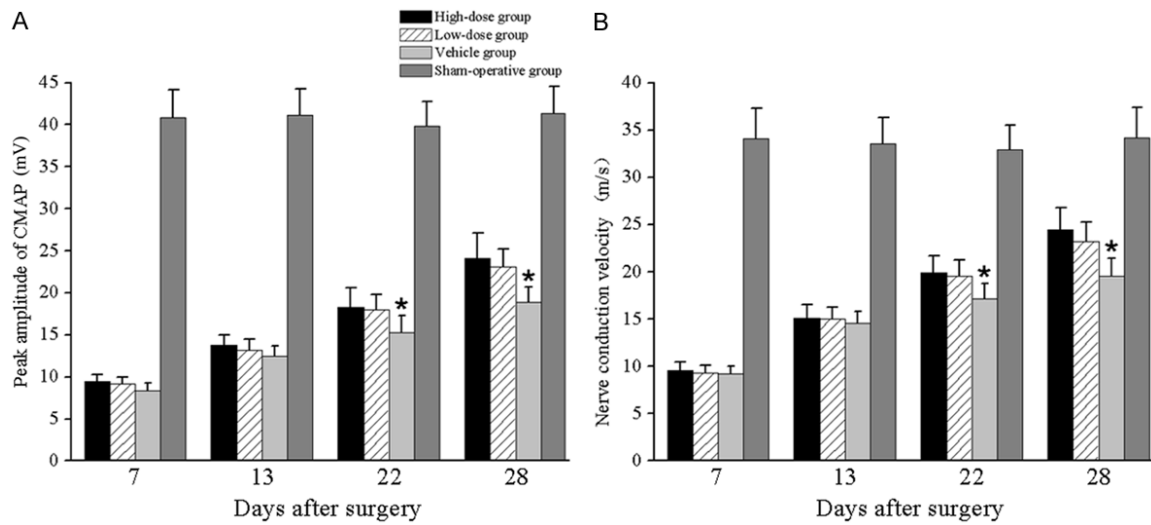 A
High-dose group
Low-dose group
Vehicle group
Sham-operative group
Peak amplitude of CMAP (mV)
45
40
35
30
25
20
15
10
5
0
*
*
7 13 22 28
Days after surgery
B
Nerve conduction velocity (m/s)
40
35
30
25
20
15
10
5
0
*
*
7 13 22 28
Days after surgery